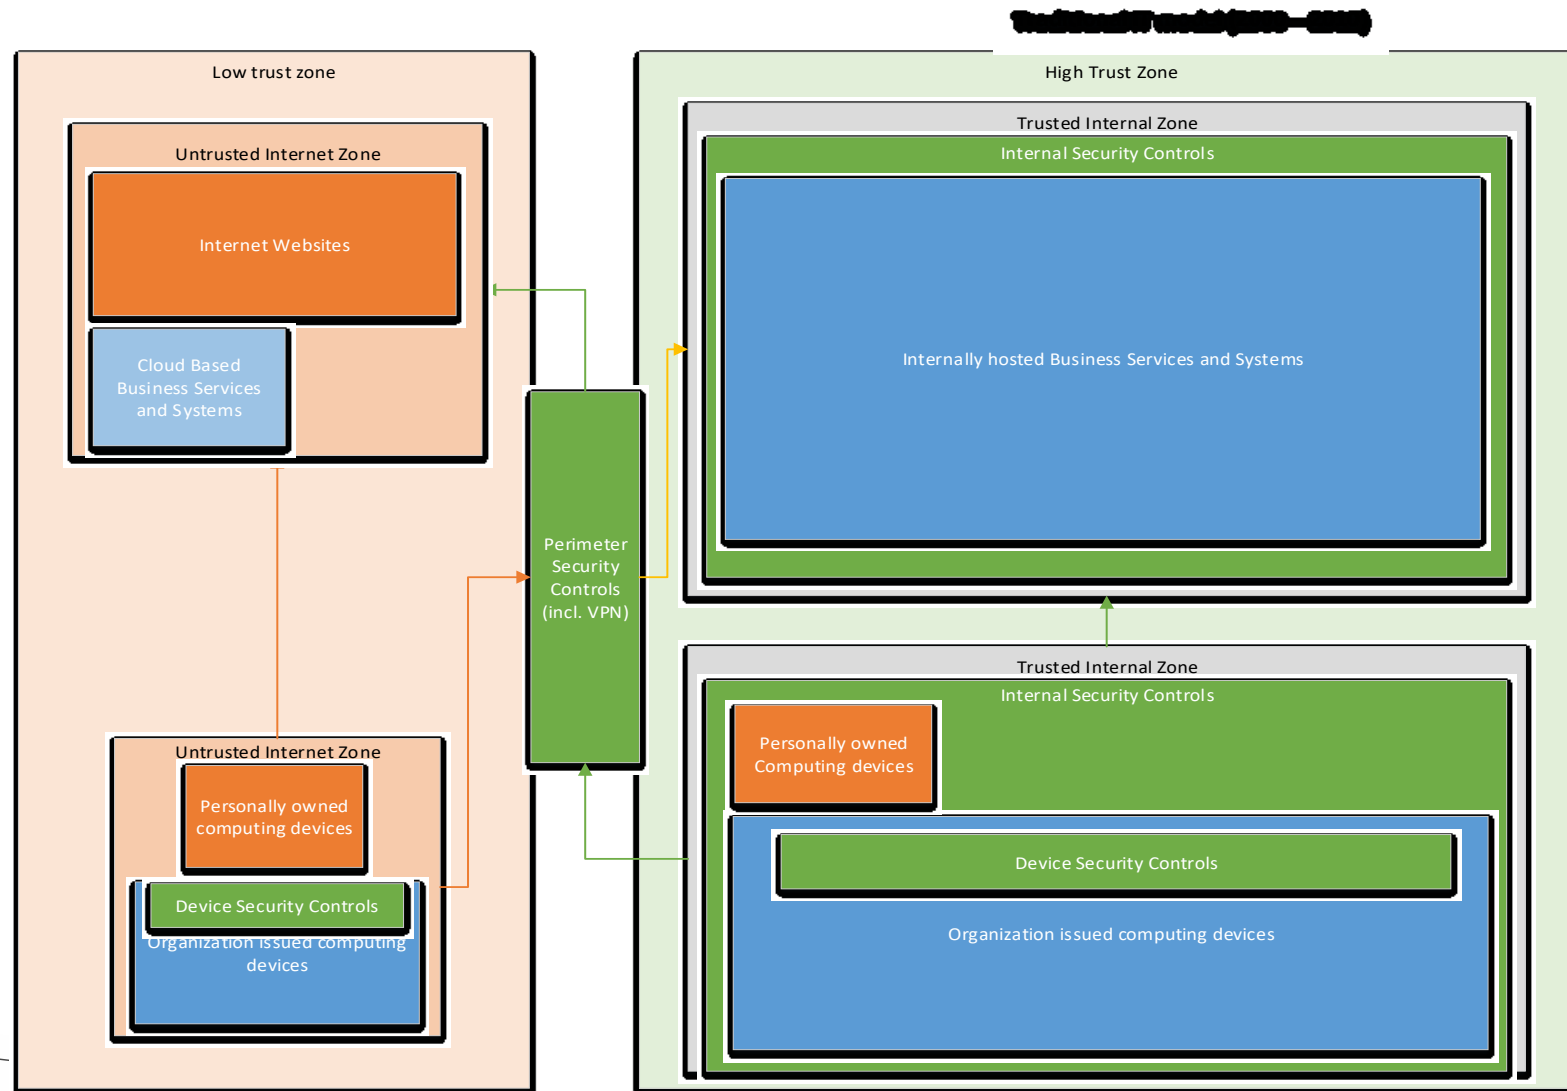 Low trust zone
High Trust Zone
Untrusted Internet Zone
Internet Websites
Cloud Based
Business Services
and Systems
Trusted Internal Zone
Internal Security Controls
Internally hosted Business Services and Systems
Perimeter
Security
Controls
(incl. VPN)
Untrusted Internet Zone
Personally owned
computing devices
Device Security Controls
Organization issued computing
devices
Trusted Internal Zone
Internal Security Controls
Personally owned
Computing devices
Device Security Controls
Organization issued computing devices